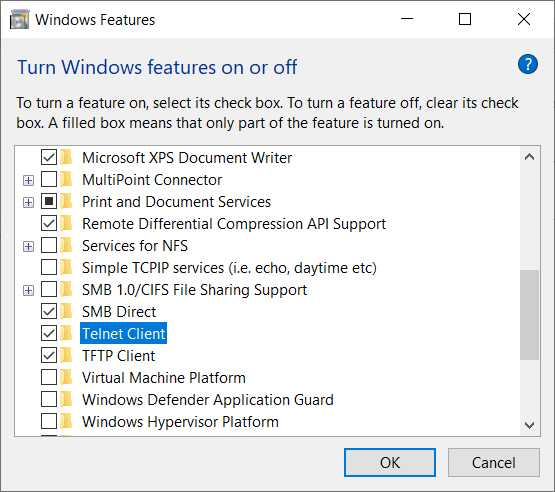 Windows Features
Turn Windows features on or off
To turn a feature on, select its check box. To turn a feature off, clear its check
box. A filled box means that only part of the feature is turned on.
Microsoft XPS Document Writer
MultiPoint Connector
Print and Document Services
Remote Differential Compression API Support
Services for NFS
Simple TCPIP services (i.e. echo, daytime etc)
SMB 1.0/CIFS File Sharing Support
SMB Direct
Telnet Client
TFTP Client
Virtual Machine Platform
Windows Defender Application Guard
Windows Hypervisor Platform
OK Cancel